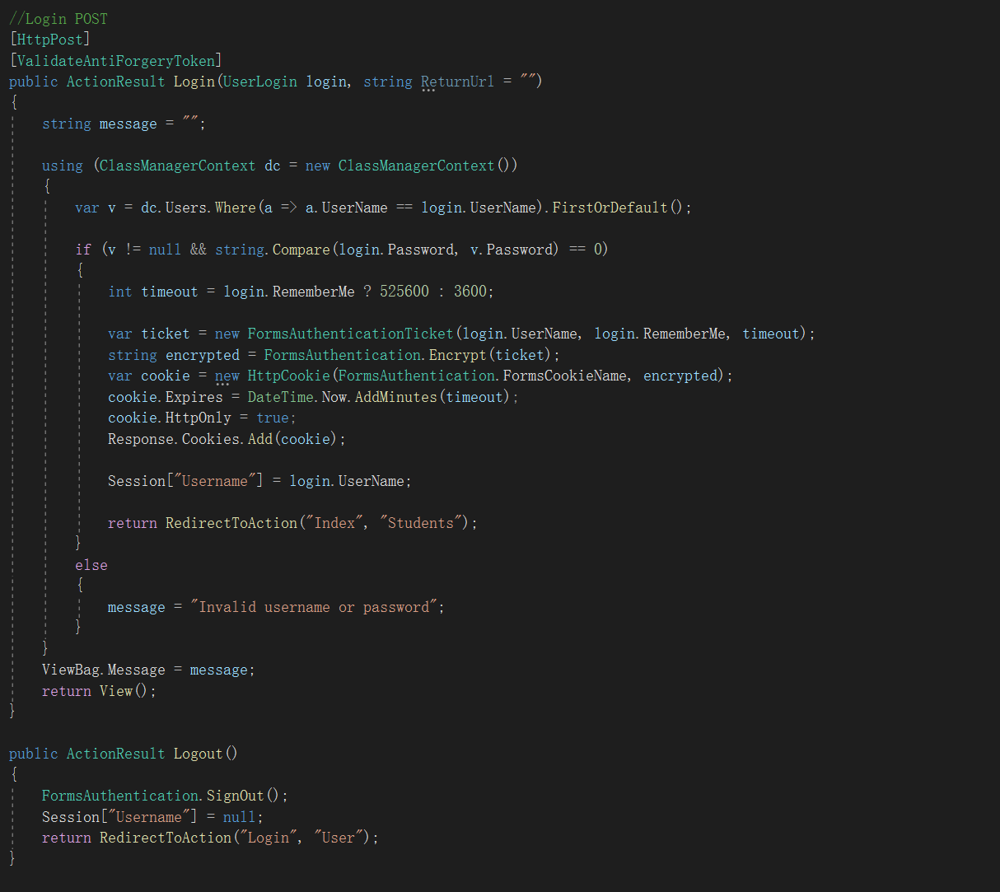 //Login POST
[HttpPost]
[ValidateAntiForgeryToken]
public ActionResult Login(UserLogin login, string ReturnUrl = "")
{
string message = "";
using (ClassManagerContext dc = new ClassManagerContext())
{
var v = dc.Users.Where(a => a.UserName == login.UserName).FirstOrDefault();
if (v != null && string.Compare(login.Password, v.Password) == 0)
{
int timeout = login.RememberMe ? 525600 : 3600;
var ticket = new FormsAuthenticationTicket(login.UserName, login.RememberMe, timeout);
string encrypted = FormsAuthentication.Encrypt(ticket);
var cookie = new HttpCookie(FormsAuthentication.FormsCookieName, encrypted);
cookie.Expires = DateTime.Now.AddMinutes(timeout);
cookie.HttpOnly = true;
Response.Cookies.Add(cookie);
Session["Username"] = login.UserName;
return RedirectToAction("Index", "Students");
}
else
{
message = "Invalid username or password";
}
}
ViewBag.Message = message;
return View();
}
public ActionResult Logout()
{
FormsAuthentication.SignOut();
Session["Username"] = null;
return RedirectToAction("Login", "User");
}